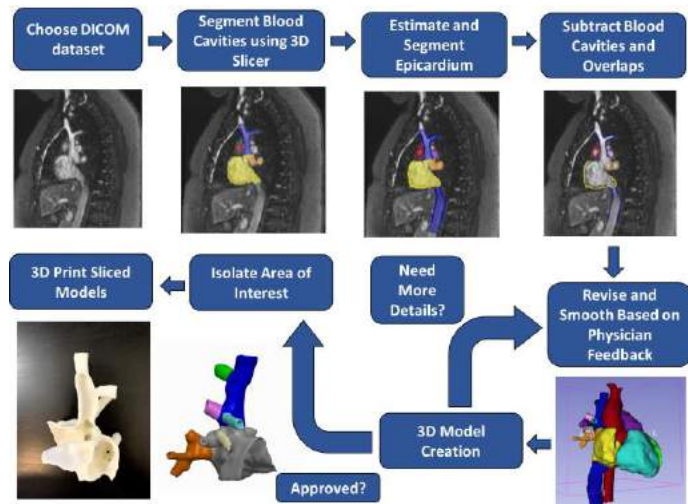 Choose DICOM
dataset
Segment Blood
Cavities using 3D
Slicer
Estimate and
Segment
Epicardium
Subtract Blood
Cavities and
Overlaps
3D Print Sliced
Models
Isolate Area of
Interest
Need
More
Details?
Revise and
Smooth Based on
Physician
Feedback
3D Model
Creation
Approved?